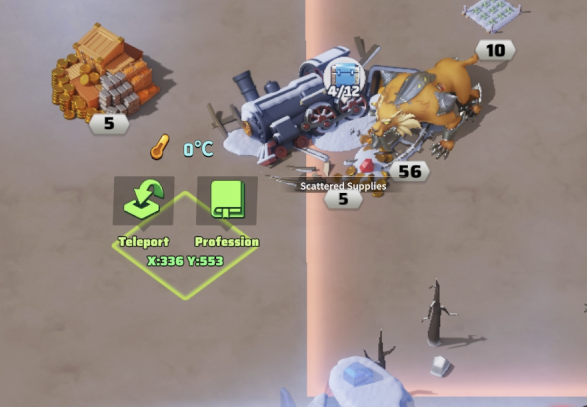 10
4/12
5
0°C
56
Scattered Supplies
5
Teleport
Profession
X:336 Y:553